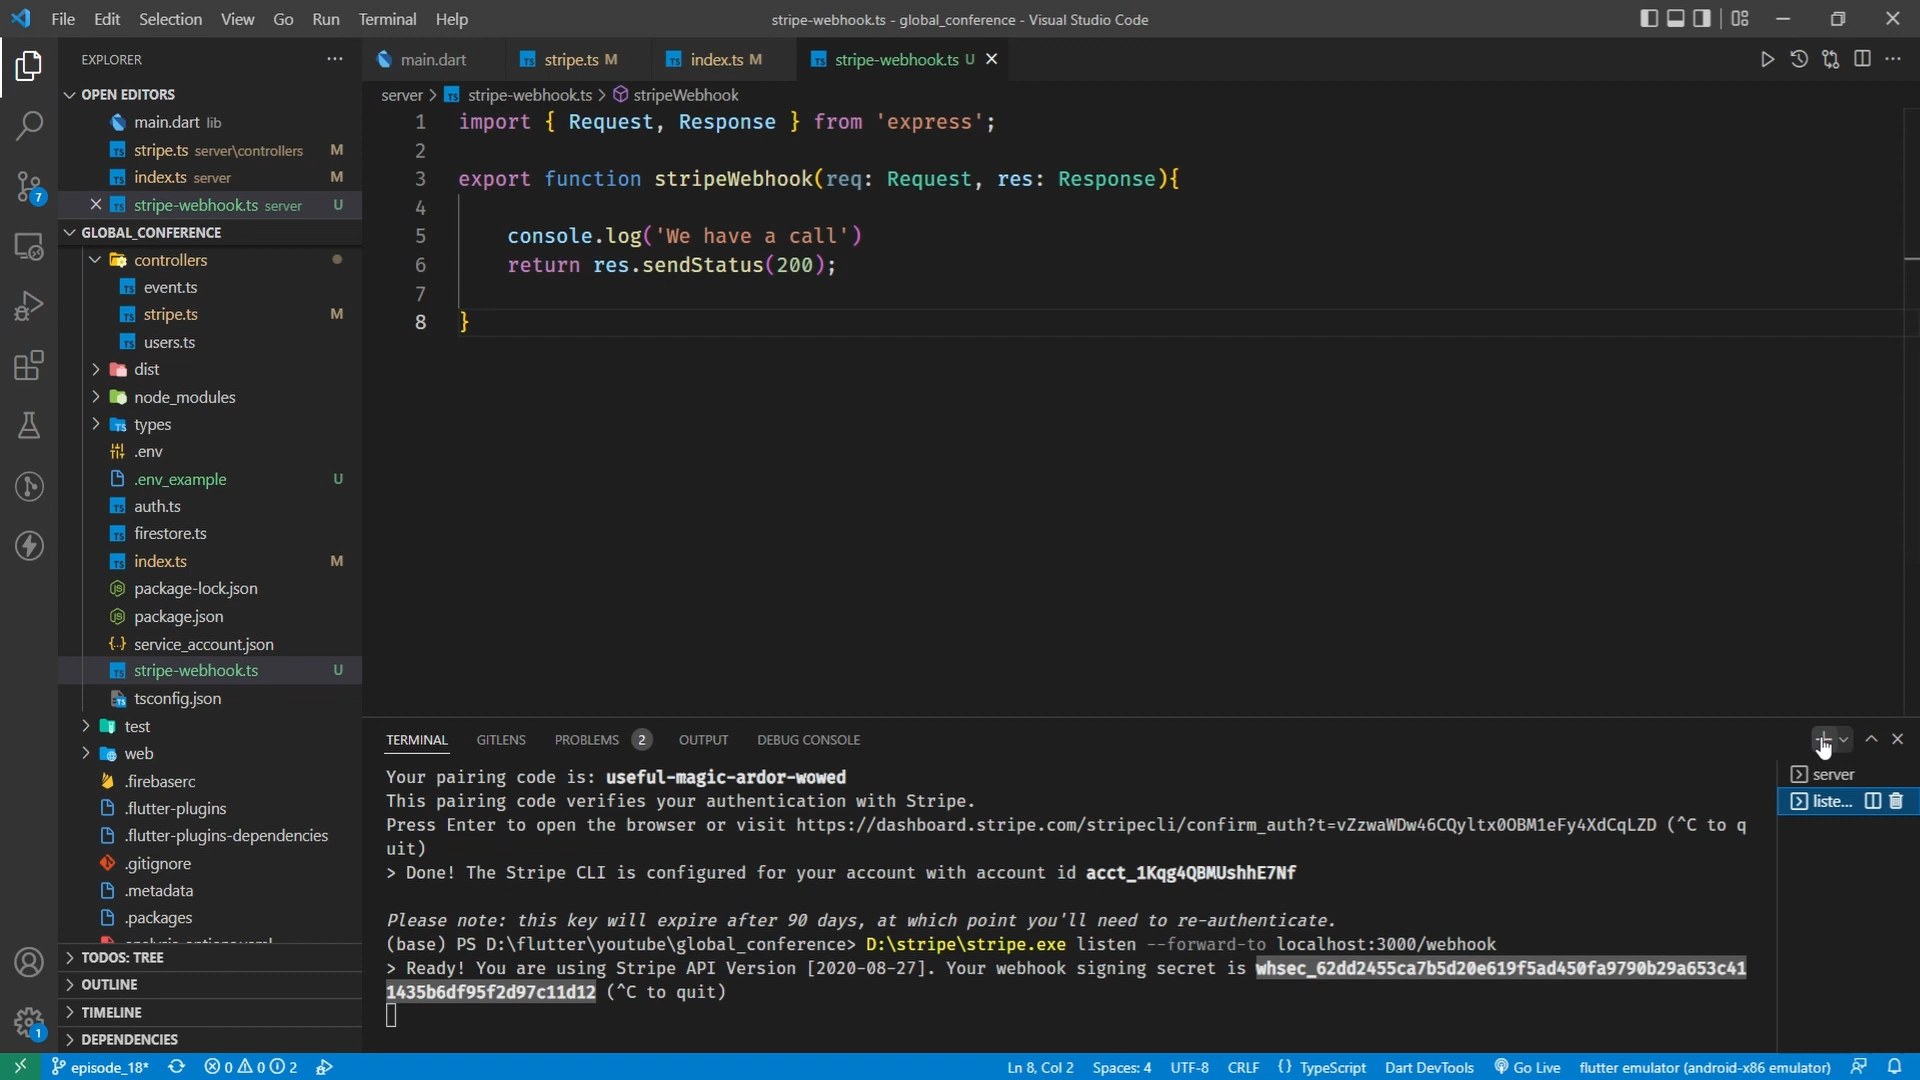 File Edit Selection View Go Run Terminal Help
stripe-webhook.ts - global_conference - Visual Studio Code
EXPLORER
OPEN EDITORS
main.dart lib
stripe.ts server\controllers M
index.ts server M
stripe-webhook.ts server U
GLOBAL_CONFERENCE
controllers
event.ts
stripe.ts M
users.ts
dist
node_modules
types
.env
.env_example U
auth.ts
firestore.ts
index.ts M
package-lock.json
package.json
service_account.json
stripe-webhook.ts U
tsconfig.json
test
web
.firebaserc
.flutter-plugins
.flutter-plugins-dependencies
.gitignore
.metadata
.packages
TODOS: TREE
OUTLINE
TIMELINE
DEPENDENCIES
7
1
main.dart
stripe.ts M
index.ts M
stripe-webhook.ts U
server > stripe-webhook.ts > stripeWebhook
1 import { Request, Response } from 'express';
2
3 export function stripeWebhook(req: Request, res: Response){
4
5 console.log('We have a call')
6 return res.sendStatus(200);
7
8 }
TERMINAL GITLENS PROBLEMS 2 OUTPUT DEBUG CONSOLE
Your pairing code is: useful-magic-ardor-wowed
This pairing code verifies your authentication with Stripe.
Press Enter to open the browser or visit https://dashboard.stripe.com/stripecli/confirm_auth?t=vZzwaWDw46CQyltx0OBM1eFy4XdCqLZD (^C to q
uit)
> Done! The Stripe CLI is configured for your account with account id acct_1Kqg4QBMUshhE7Nf
Please note: this key will expire after 90 days, at which point you'll need to re-authenticate.
(base) PS D:\flutter\youtube\global_conference> D:\stripe\stripe.exe listen --forward-to localhost:3000/webhook
> Ready! You are using Stripe API Version [2020-08-27]. Your webhook signing secret is whsec_62dd2455ca7b5d20e619f5ad450fa9790b29a653c41
1435b6df95f2d97c11d12 (^C to quit)
server
liste...
episode_18* 0 0 2
Ln 8, Col 2 Spaces: 4 UTF-8 CRLF {} TypeScript Dart DevTools Go Live flutter emulator (android-x86 emulator)